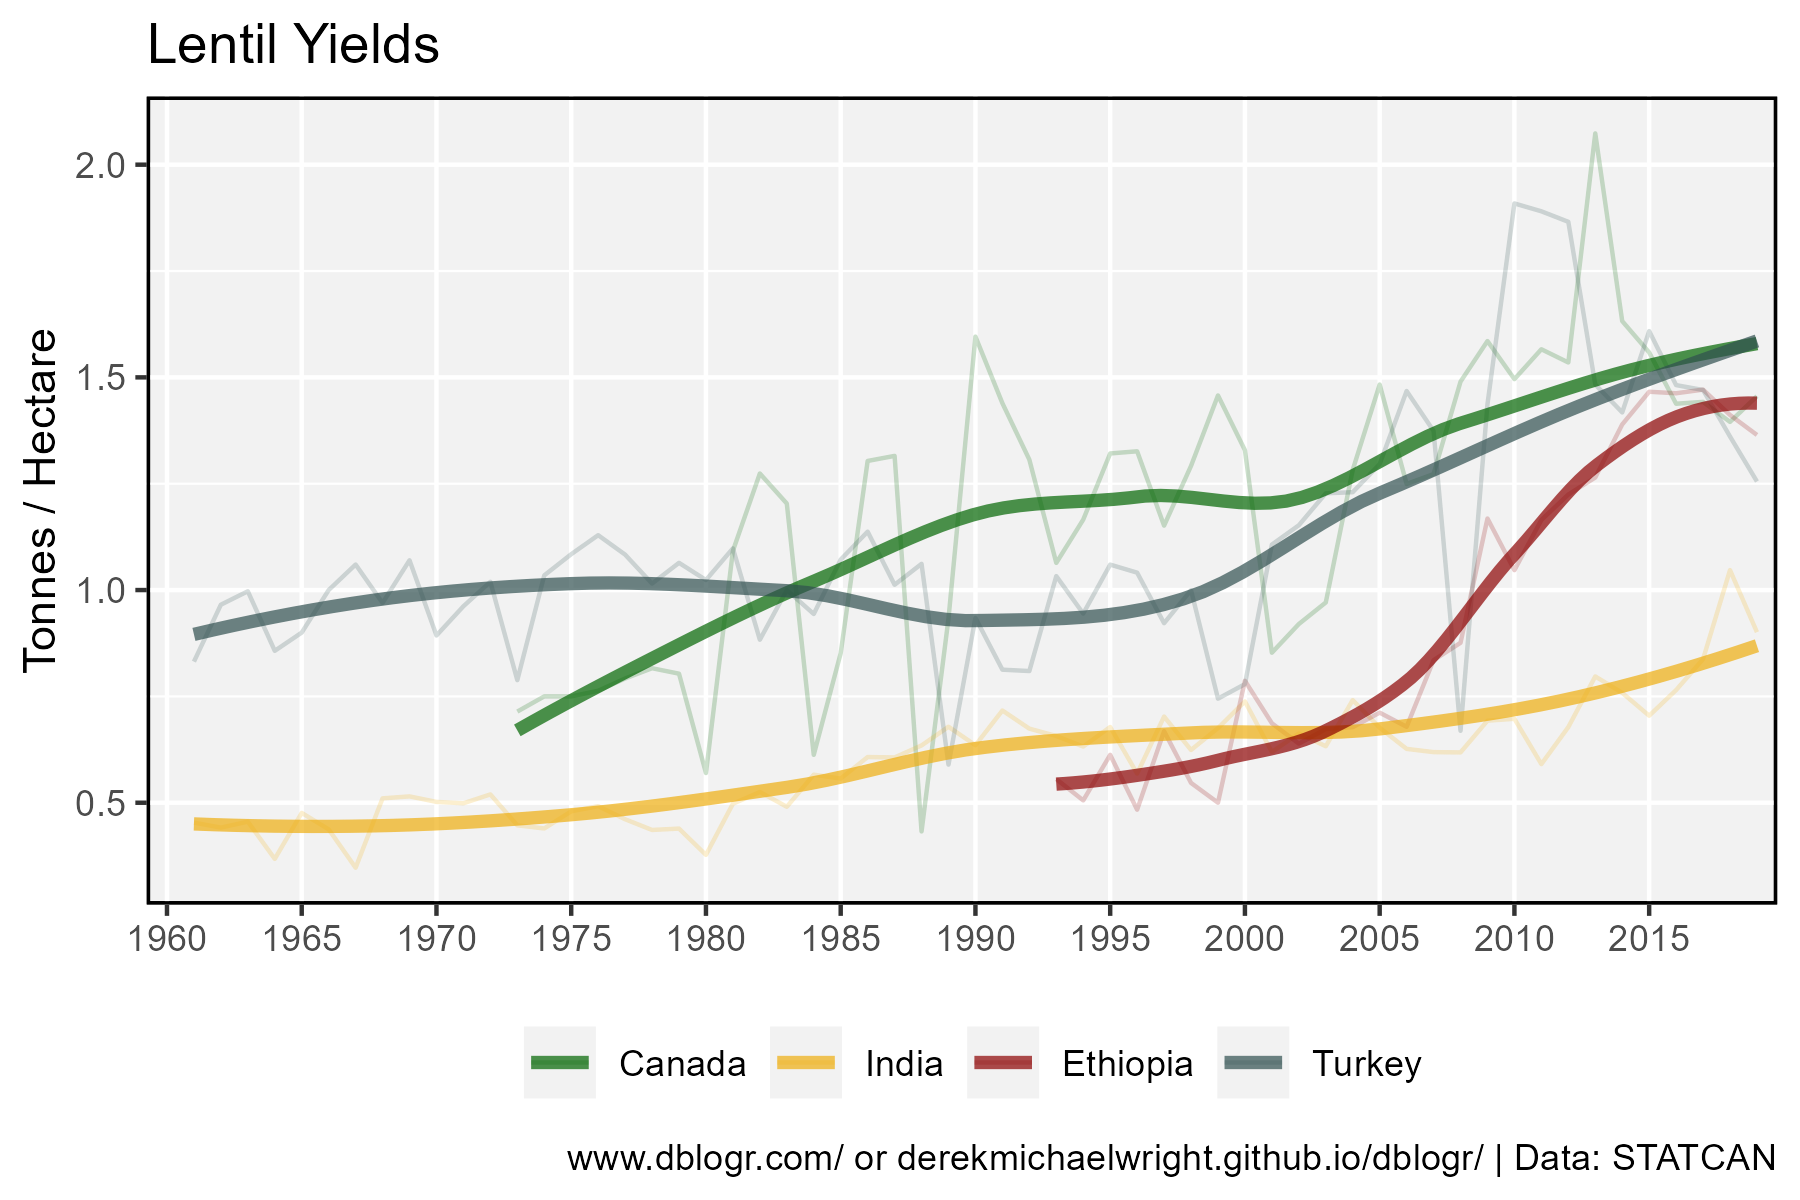 Lentil Yields
Tonnes / Hectare
2.0
1.5
1.0
0.5
1960 1965 1970 1975 1980 1985 1990 1995 2000 2005 2010 2015
Canada India Ethiopia Turkey
www.dblogr.com/ or derekmichaelwright.github.io/dblogr/ | Data: STATCAN